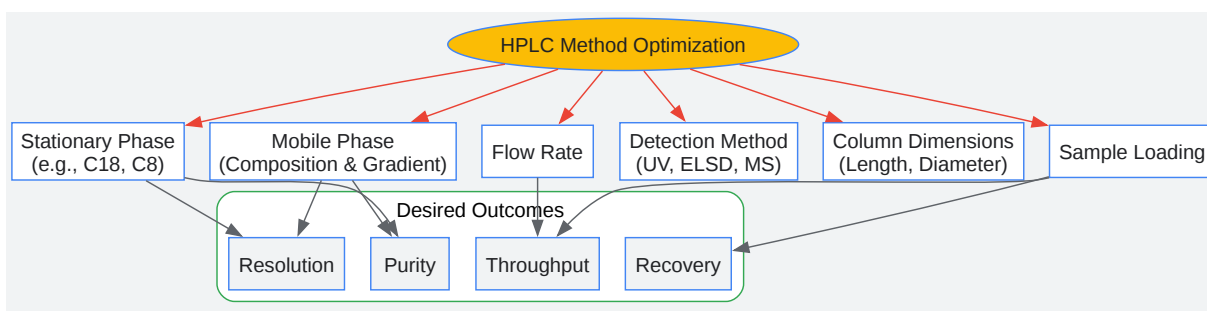 HPLC Method Optimization
Stationary Phase
(e.g., C18, C8)
Mobile Phase
(Composition & Gradient)
Flow Rate
Detection Method
(UV, ELSD, MS)
Column Dimensions
(Length, Diameter)
Sample Loading
Desired Outcomes
Resolution
Purity
Throughput
Recovery